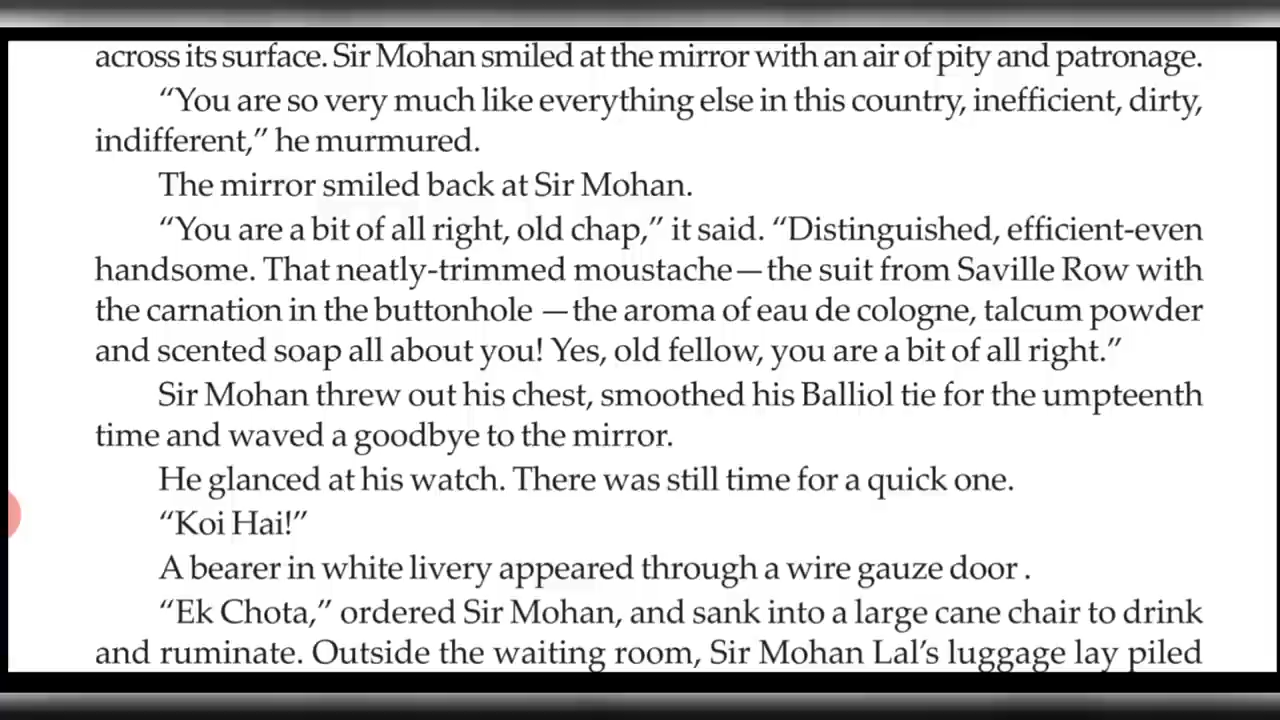 across its surface. Sir Mohan smiled at the mirror with an air of pity and patronage.
“You are so very much like everything else in this country, inefficient, dirty,
indifferent,” he murmured.
The mirror smiled back at Sir Mohan.
“You are a bit of all right, old chap,” it said. “Distinguished, efficient-even
handsome. That neatly-trimmed moustache—the suit from Saville Row with
the carnation in the buttonhole —the aroma of eau de cologne, talcum powder
and scented soap all about you! Yes, old fellow, you are a bit of all right.”
Sir Mohan threw out his chest, smoothed his Balliol tie for the umpteenth
time and waved a goodbye to the mirror.
He glanced at his watch. There was still time for a quick one.
“Koi Hai!”
A bearer in white livery appeared through a wire gauze door .
“Ek Chota,” ordered Sir Mohan, and sank into a large cane chair to drink
and ruminate. Outside the waiting room, Sir Mohan Lal’s luggage lay piled